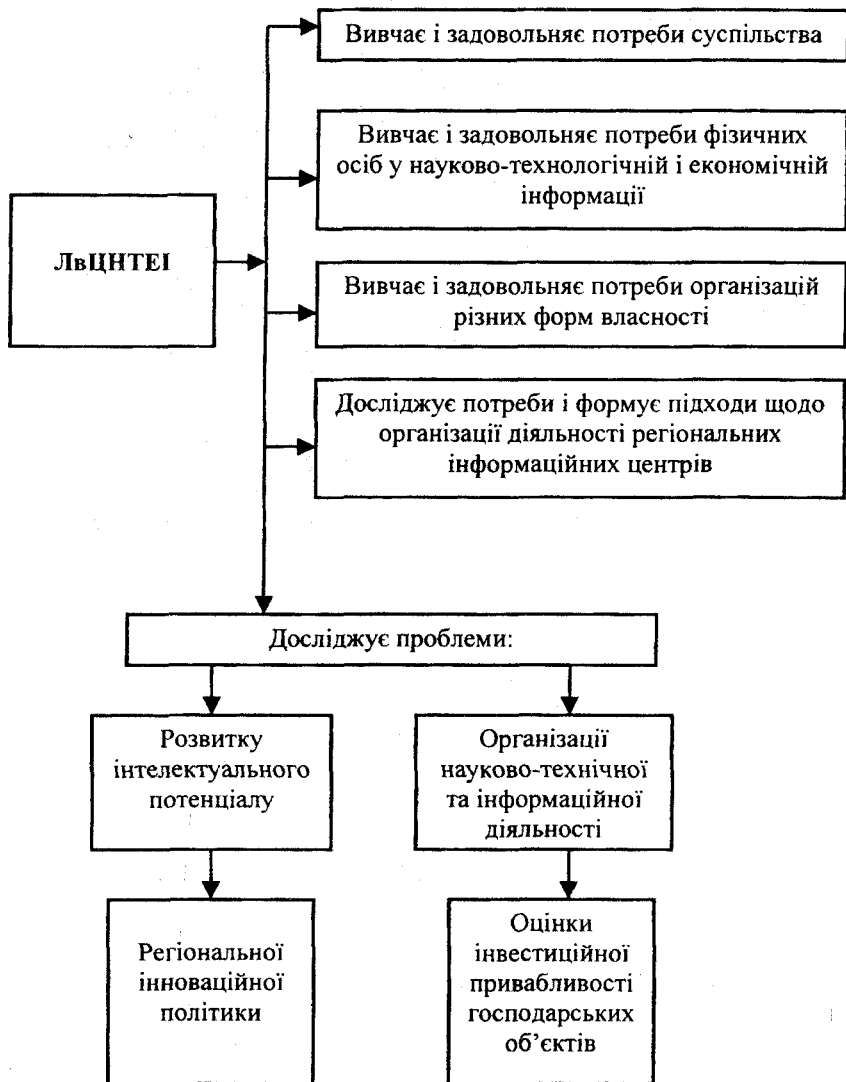 Вивчає і задовольняє потреби суспільства
Вивчає і задовольняє потреби фізичних
осіб у науково-технологічній і економічній
інформації
ЛвЦНТЕІ
Вивчає і задовольняє потреби організацій
різних форм власності
Досліджує потреби і формує підходи щодо
організації діяльності регіональних
інформаційних центрів
Досліджує проблеми:
Розвитку
інтелектуального
потенціалу
Організації
науково-технічної
та інформаційної
діяльності
Регіональної
інноваційної
політики
Оцінки
інвестиційної
привабливості
господарських
об’єктів